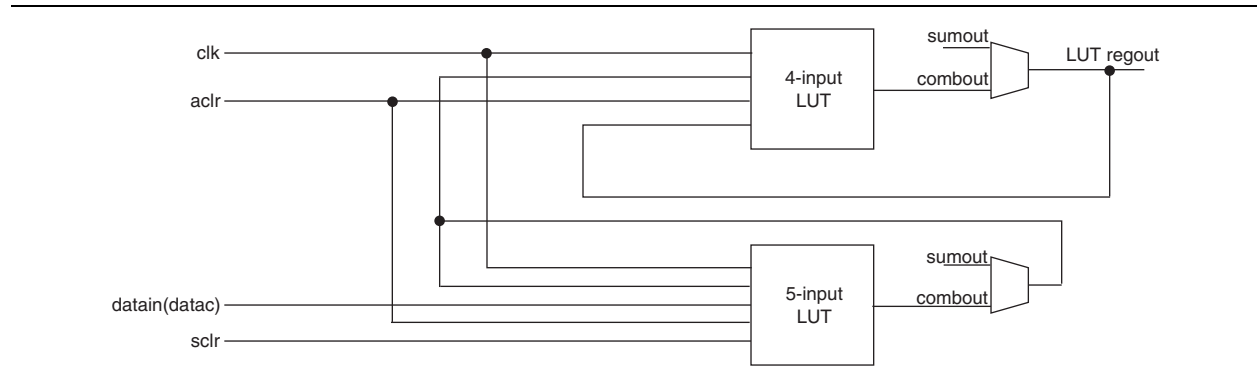 clk
aclr
4-input
LUT
sumout
combout
LUT regout
datain(datac)
sclr
5-input
LUT
sumout
combout